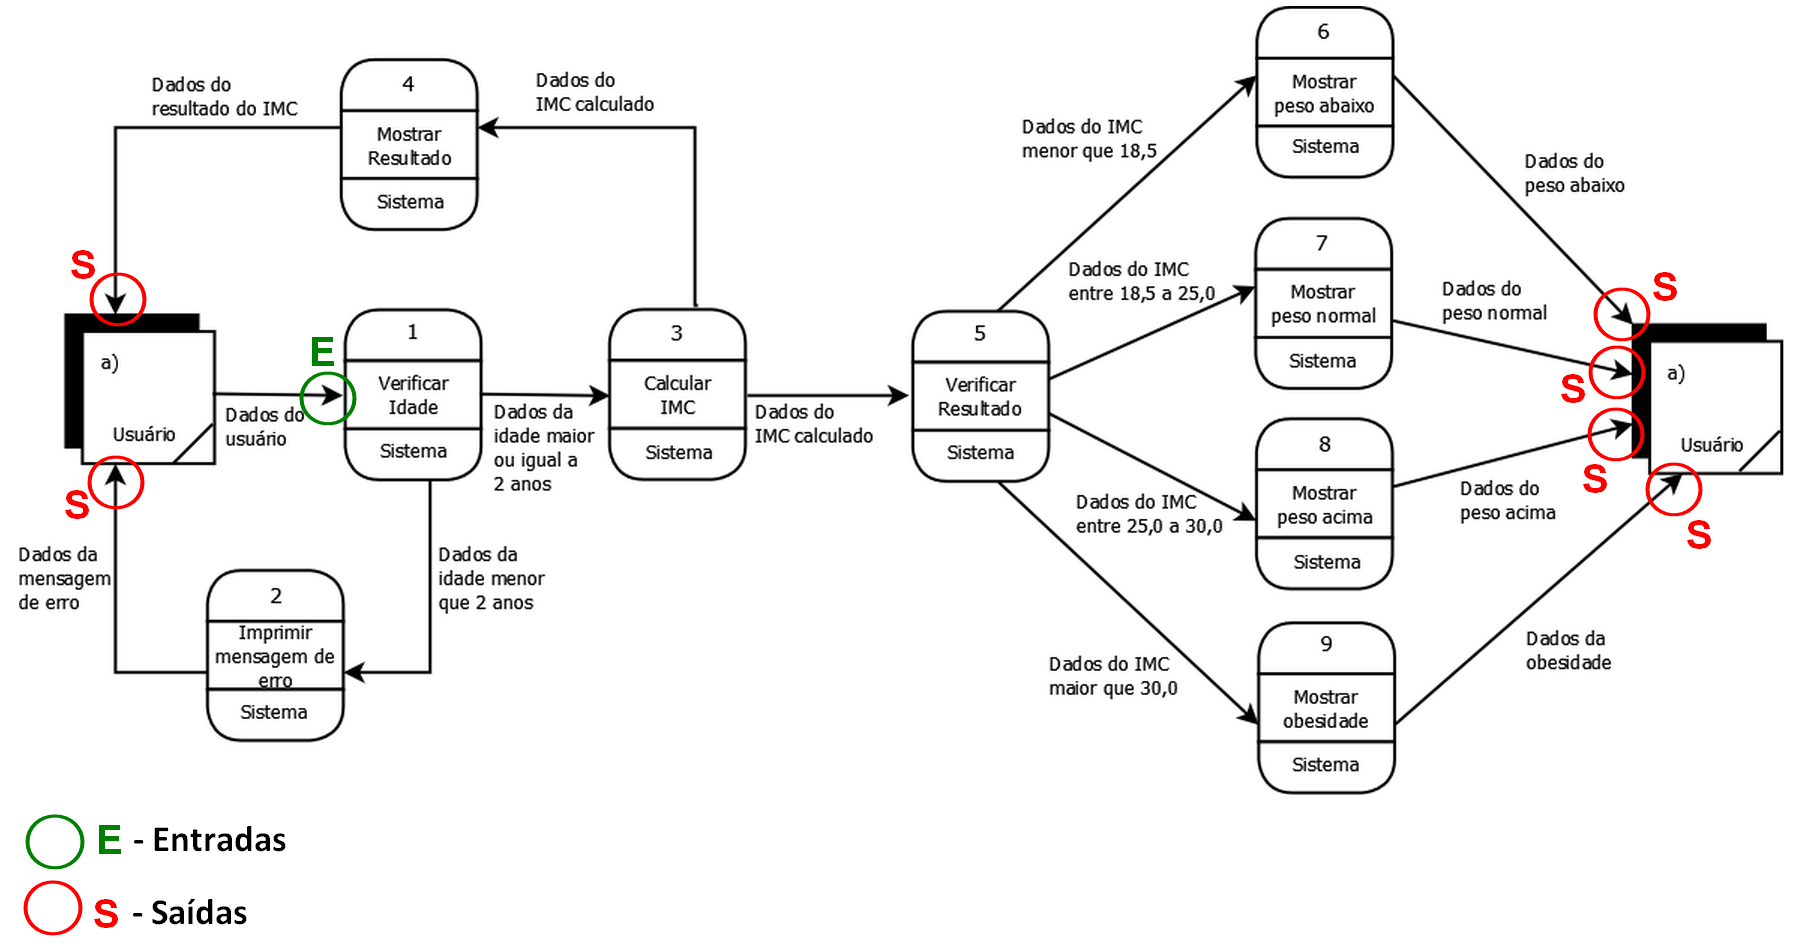 Dados do
resultado do IMC
4
Mostrar
Resultado
Sistema
Dados do
IMC calculado
S
a)
Usuário
S
Dados do
usuário
E
1
Verificar
Idade
Sistema
Dados da
idade maior
ou igual a
2 anos
3
Calcular
IMC
Sistema
Dados do
IMC calculado
Dados da
mensagem
de erro
2
Imprimir
mensagem de
erro
Sistema
Dados da
idade menor
que 2 anos
5
Verificar
Resultado
Sistema
Dados do IMC
menor que 18,5
6
Mostrar
peso abaixo
Sistema
Dados do
peso abaixo
S
Dados do IMC
entre 18,5 a 25,0
7
Mostrar
peso normal
Sistema
Dados do
peso normal
S
Dados do IMC
entre 25,0 a 30,0
8
Mostrar
peso acima
Sistema
Dados do
peso acima
S
Dados do IMC
maior que 30,0
9
Mostrar
obesidade
Sistema
Dados da
obesidade
S
a)
Usuário
E - Entradas
S - Saídas